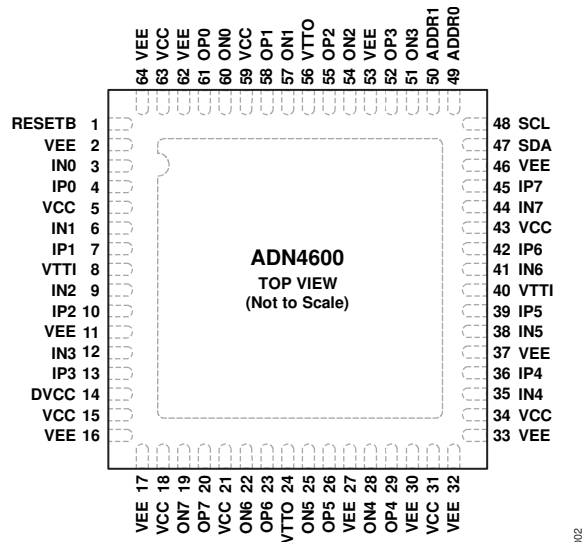 64 VEE
63 VCC
62 VEE
61 OP0
60 ON0
59 VCC
58 OP1
57 ON1
56 VTTO
55 OP2
54 ON2
53 VEE
52 OP3
51 ON3
50 ADDR1
49 ADDR0
RESETB 1
VEE 2
IN0 3
IP0 4
VCC 5
IN1 6
IP1 7
VTTI 8
IN2 9
IP2 10
VEE 11
IN3 12
IP3 13
DVCC 14
VCC 15
VEE 16
ADN4600
TOP VIEW
(Not to Scale)
48 SCL
47 SDA
46 VEE
45 IP7
44 IN7
43 VCC
42 IP6
41 IN6
40 VTTI
39 IP5
38 IN5
37 VEE
36 IP4
35 IN4
34 VCC
33 VEE
VEE 17
VCC 18
ON7 19
OP7 20
VCC 21
ON6 22
OP6 23
VTTO 24
ON5 25
OP5 26
VEE 27
ON4 28
OP4 29
VEE 30
VCC 31
VEE 32
002